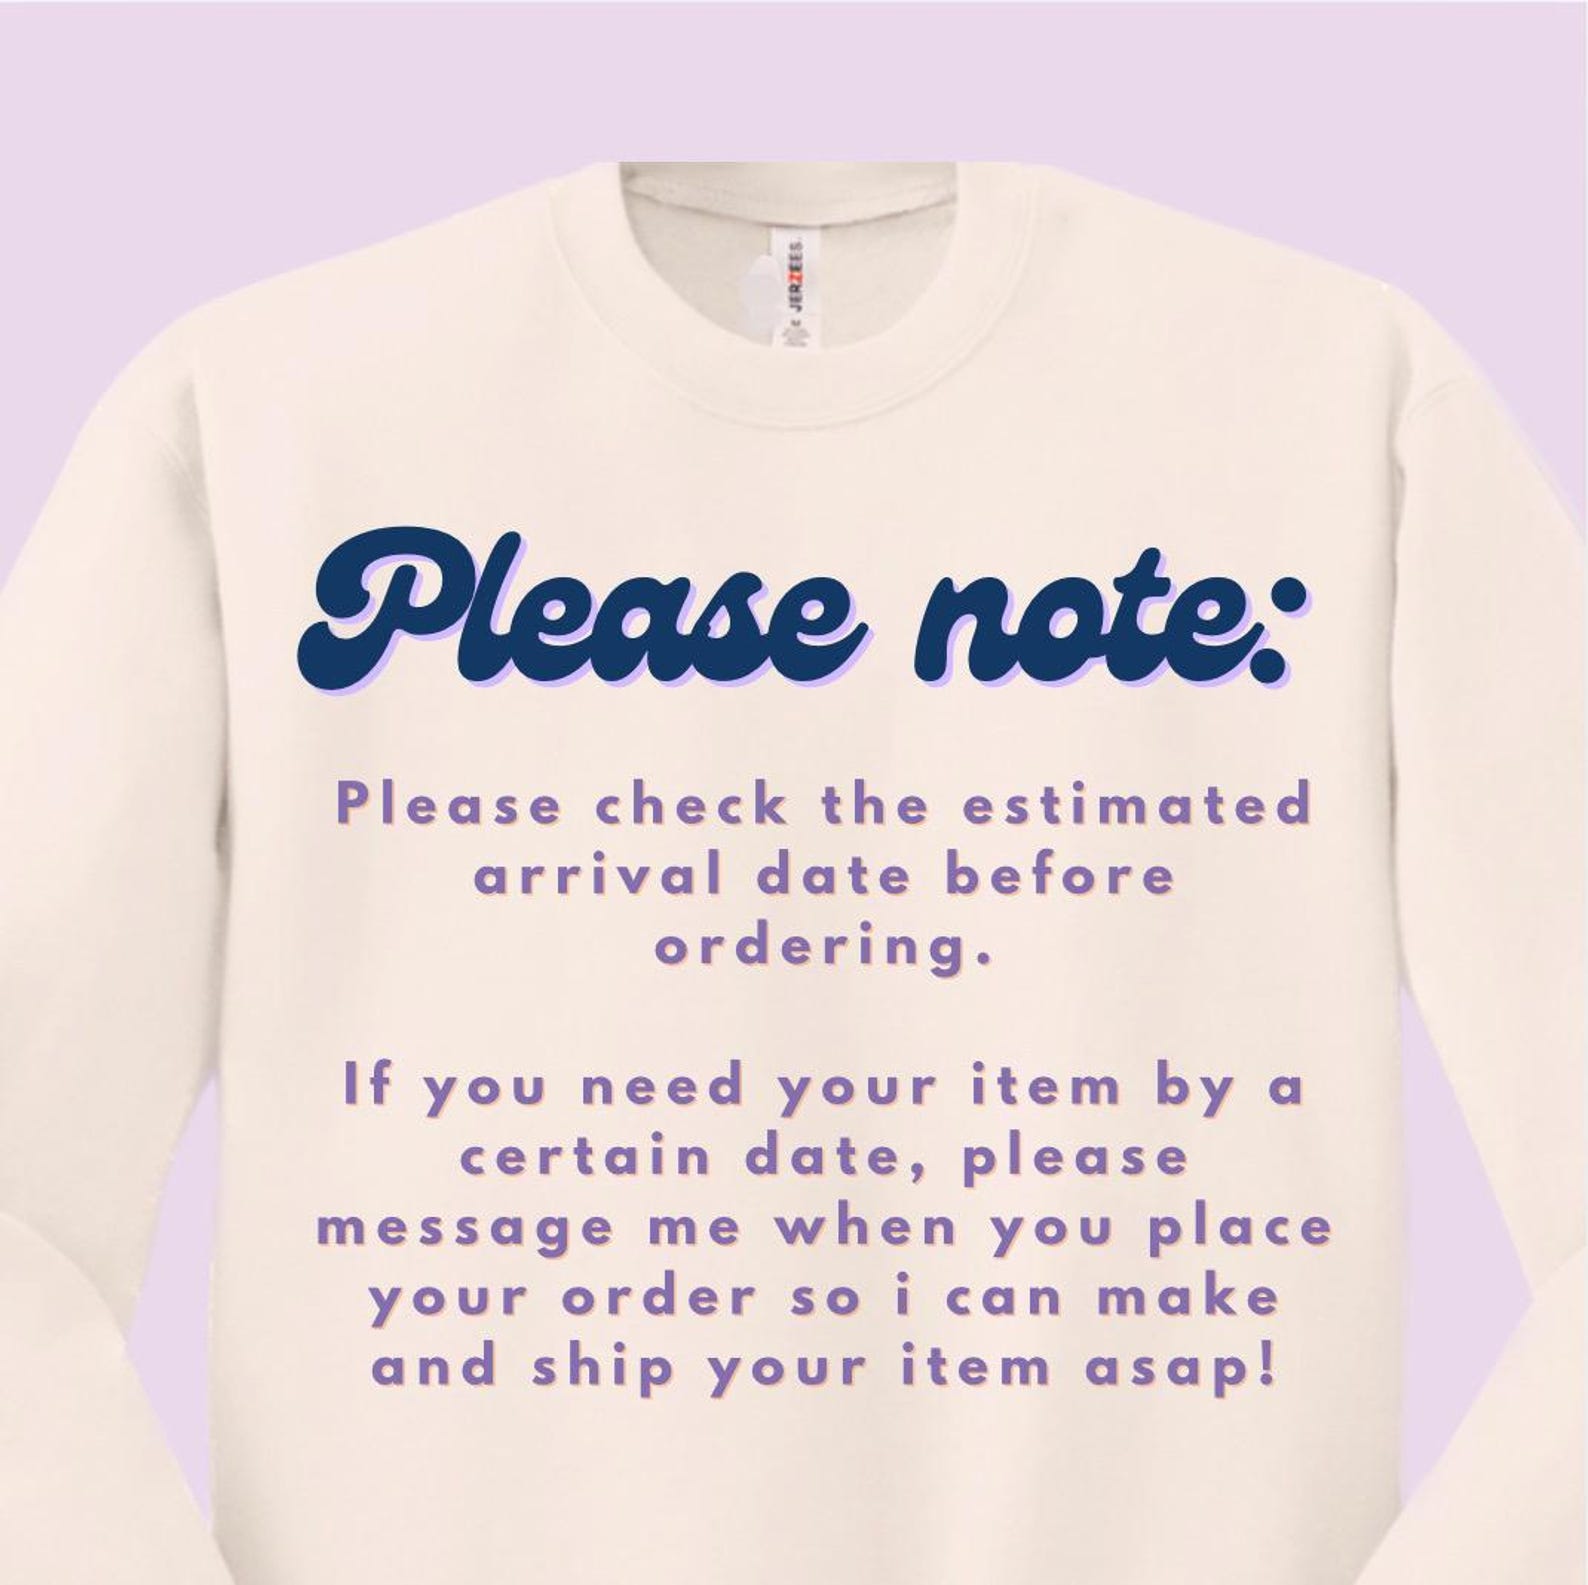 JERZEES.
Please note:
Please check the estimated
arrival date before
ordering.
If you need your item by a
certain date, please
message me when you place
your order so i can make
and ship your item asap!